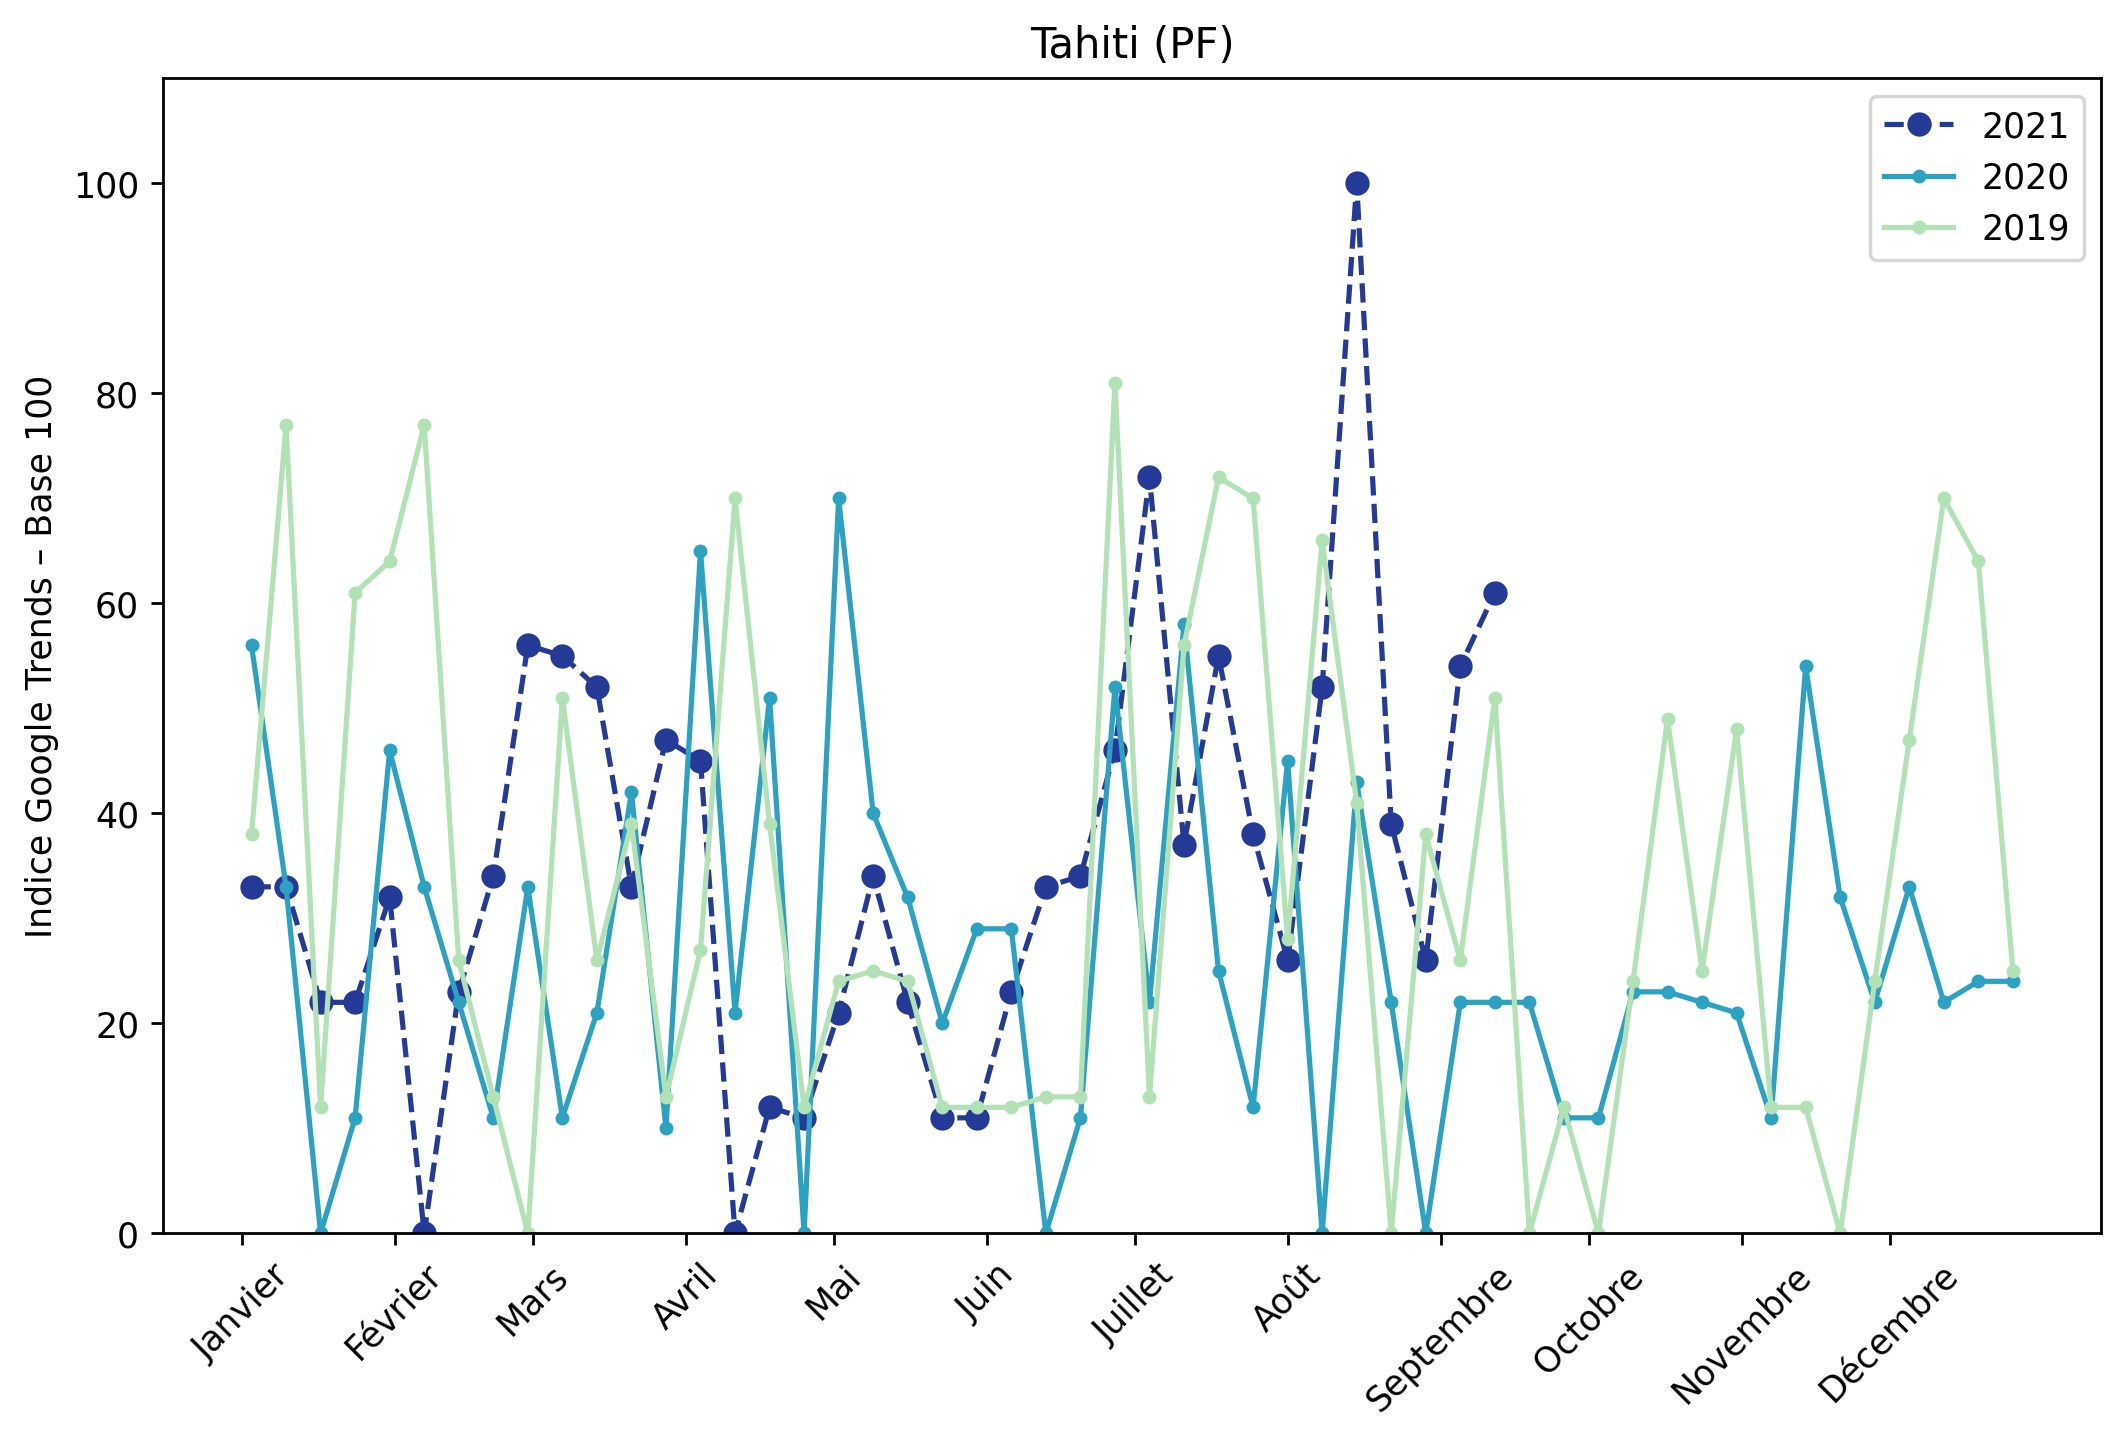 Tahiti (PF)
Indice Google Trends – Base 100
100
80
60
40
20
0
2021
2020
2019
Janvier
Février
Mars
Avril
Mai
Juin
Juillet
Août
Septembre
Octobre
Novembre
Décembre